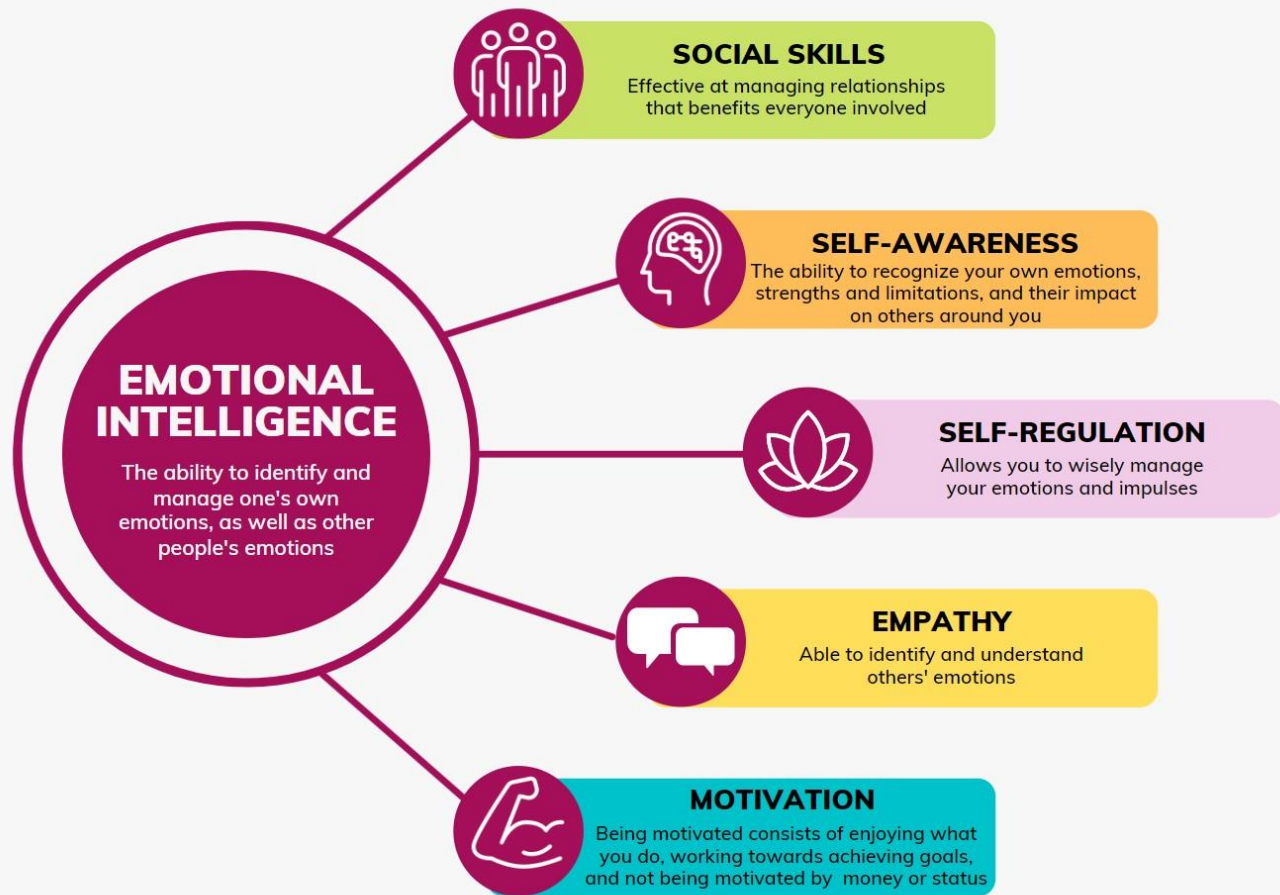 SOCIAL SKILLS
Effective at managing relationships
that benefits everyone involved
SELF-AWARENESS
The ability to recognize your own emotions,
strengths and limitations, and their impact
on others around you
EMOTIONAL
INTELLIGENCE
The ability to identify and
manage one's own
emotions, as well as other
people's emotions
SELF-REGULATION
Allows you to wisely manage
your emotions and impulses
EMPATHY
Able to identify and understand
others' emotions
MOTIVATION
Being motivated consists of enjoying what
you do, working towards achieving goals,
and not being motivated by money or status